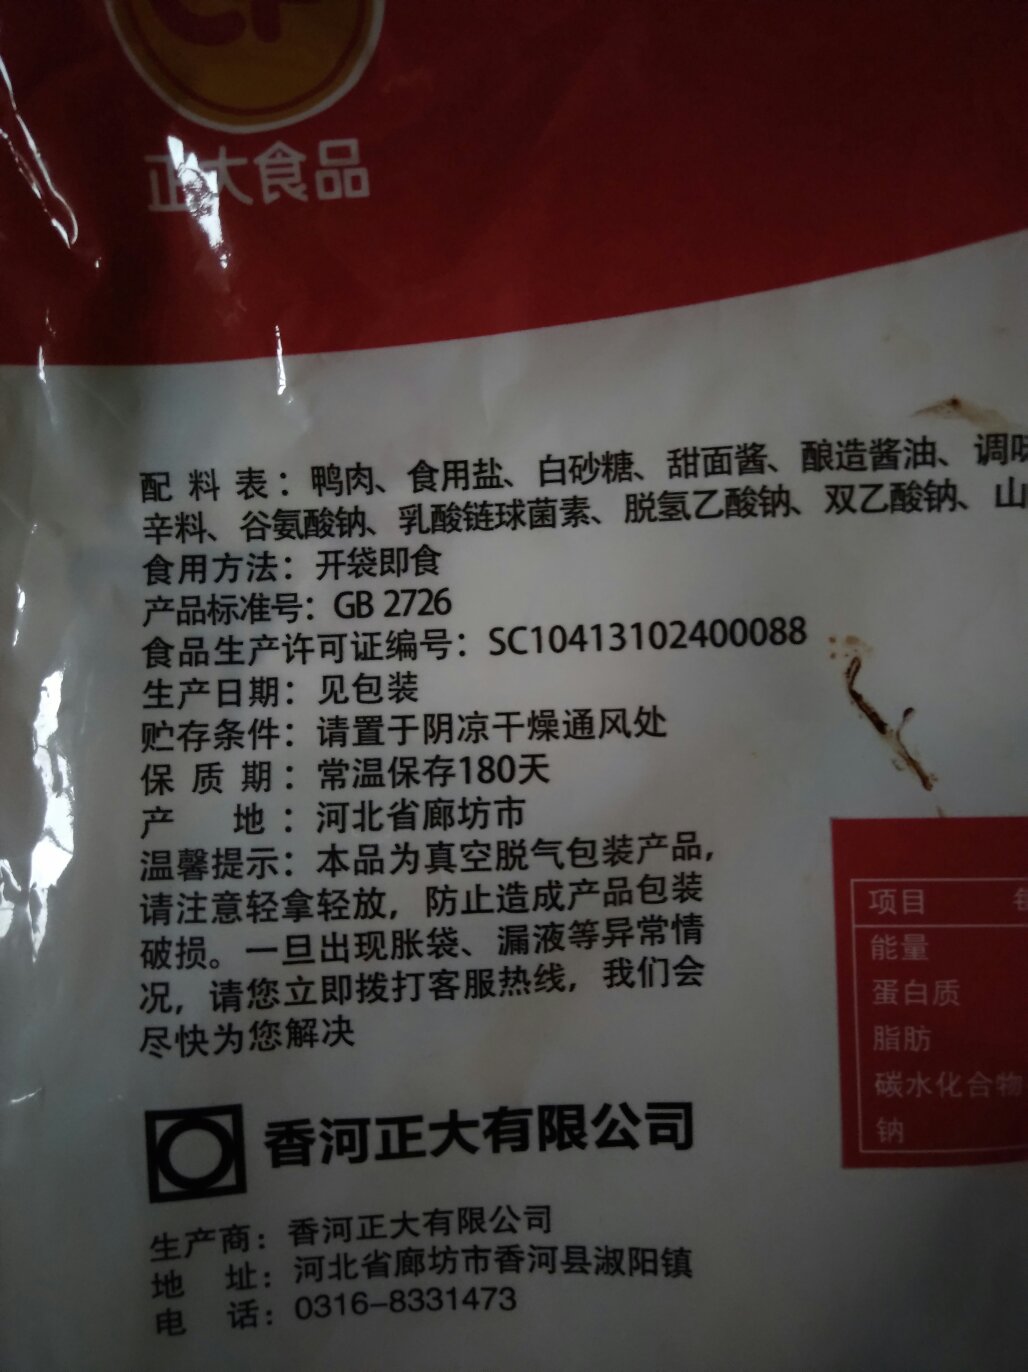 CP
正大食品
配料表：鸭肉、食用盐、白砂糖、甜面酱、酿造酱油、调味
辛料、谷氨酸钠、乳酸链球菌素、脱氢乙酸钠、双乙酸钠、山
食用方法：开袋即食
产品标准号：GB 2726
食品生产许可证编号：SC10413102400088
生产日期：见包装
贮存条件：请置于阴凉干燥通风处
保质期：常温保存180天
产地：河北省廊坊市
温馨提示：本品为真空脱气包装产品，
请注意轻拿轻放，防止造成产品包装
破损。一旦出现胀袋、漏液等异常情
况，请您立即拨打客服热线，我们会
尽快为您解决
项目
能量
蛋白质
脂肪
碳水化合物
钠
香河正大有限公司
生产商：香河正大有限公司
地址：河北省廊坊市香河县淑阳镇
电话：0316-8331473